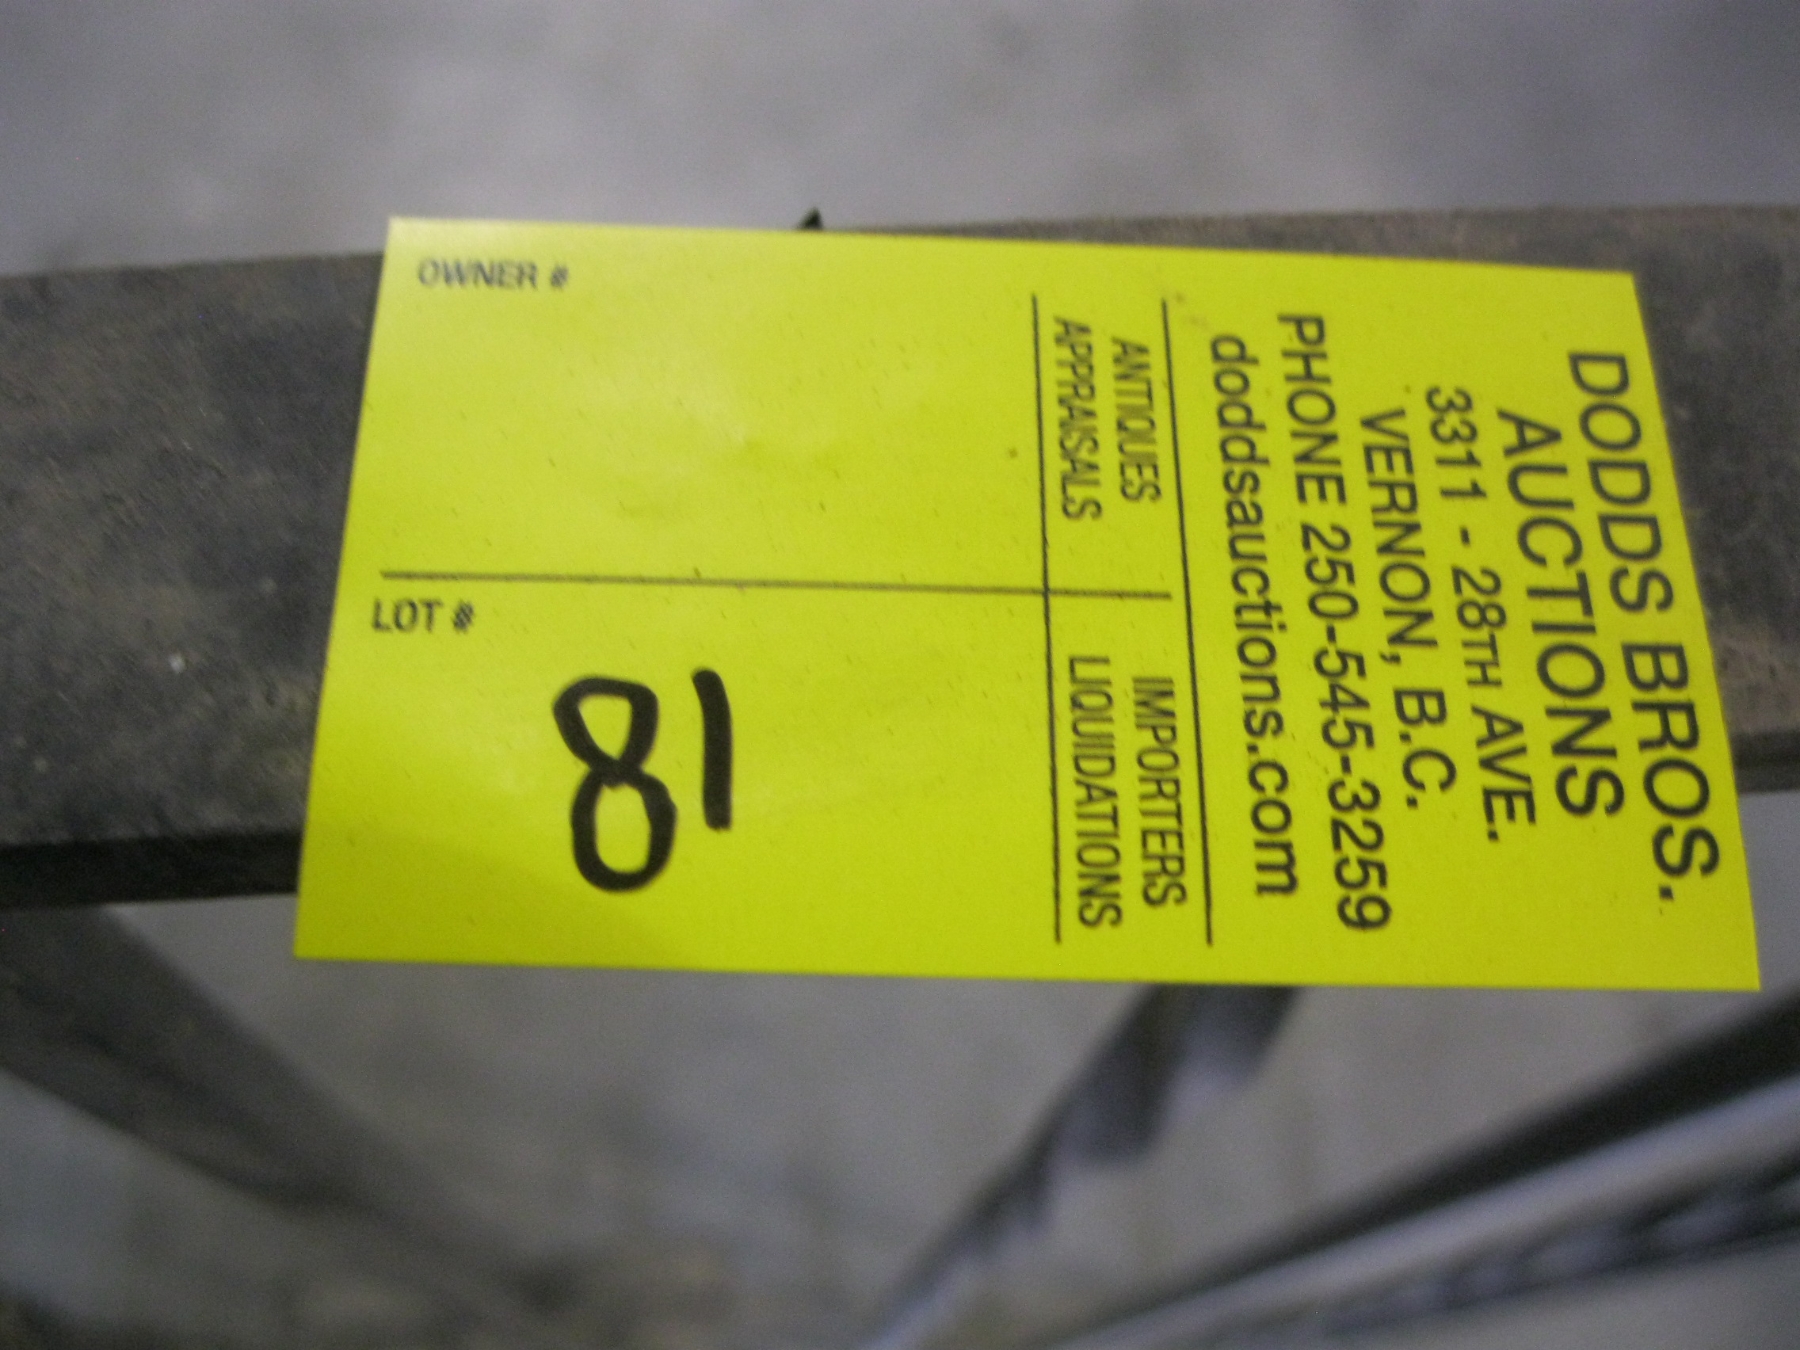 DODDS BROS.
AUCTIONS
3311 - 28TH AVE.
VERNON, B.C.
PHONE 250-545-3259
doddsauctions.com
ANTIQUES IMPORTERS
APPRAISALS LIQUIDATIONS
OWNER #
LOT #
81